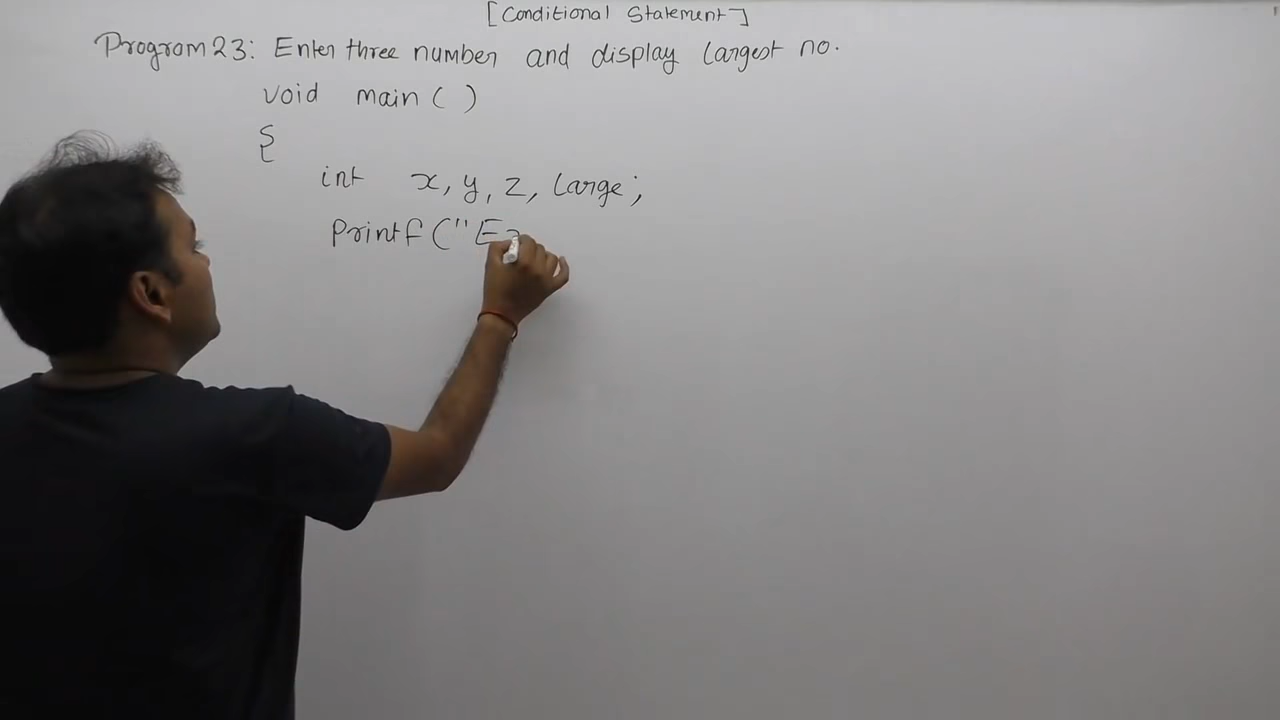 [Conditional Statement]
Program 23: Enter three number and display largest no.
void main( )
{
int x, y, z, large;
Printf("E